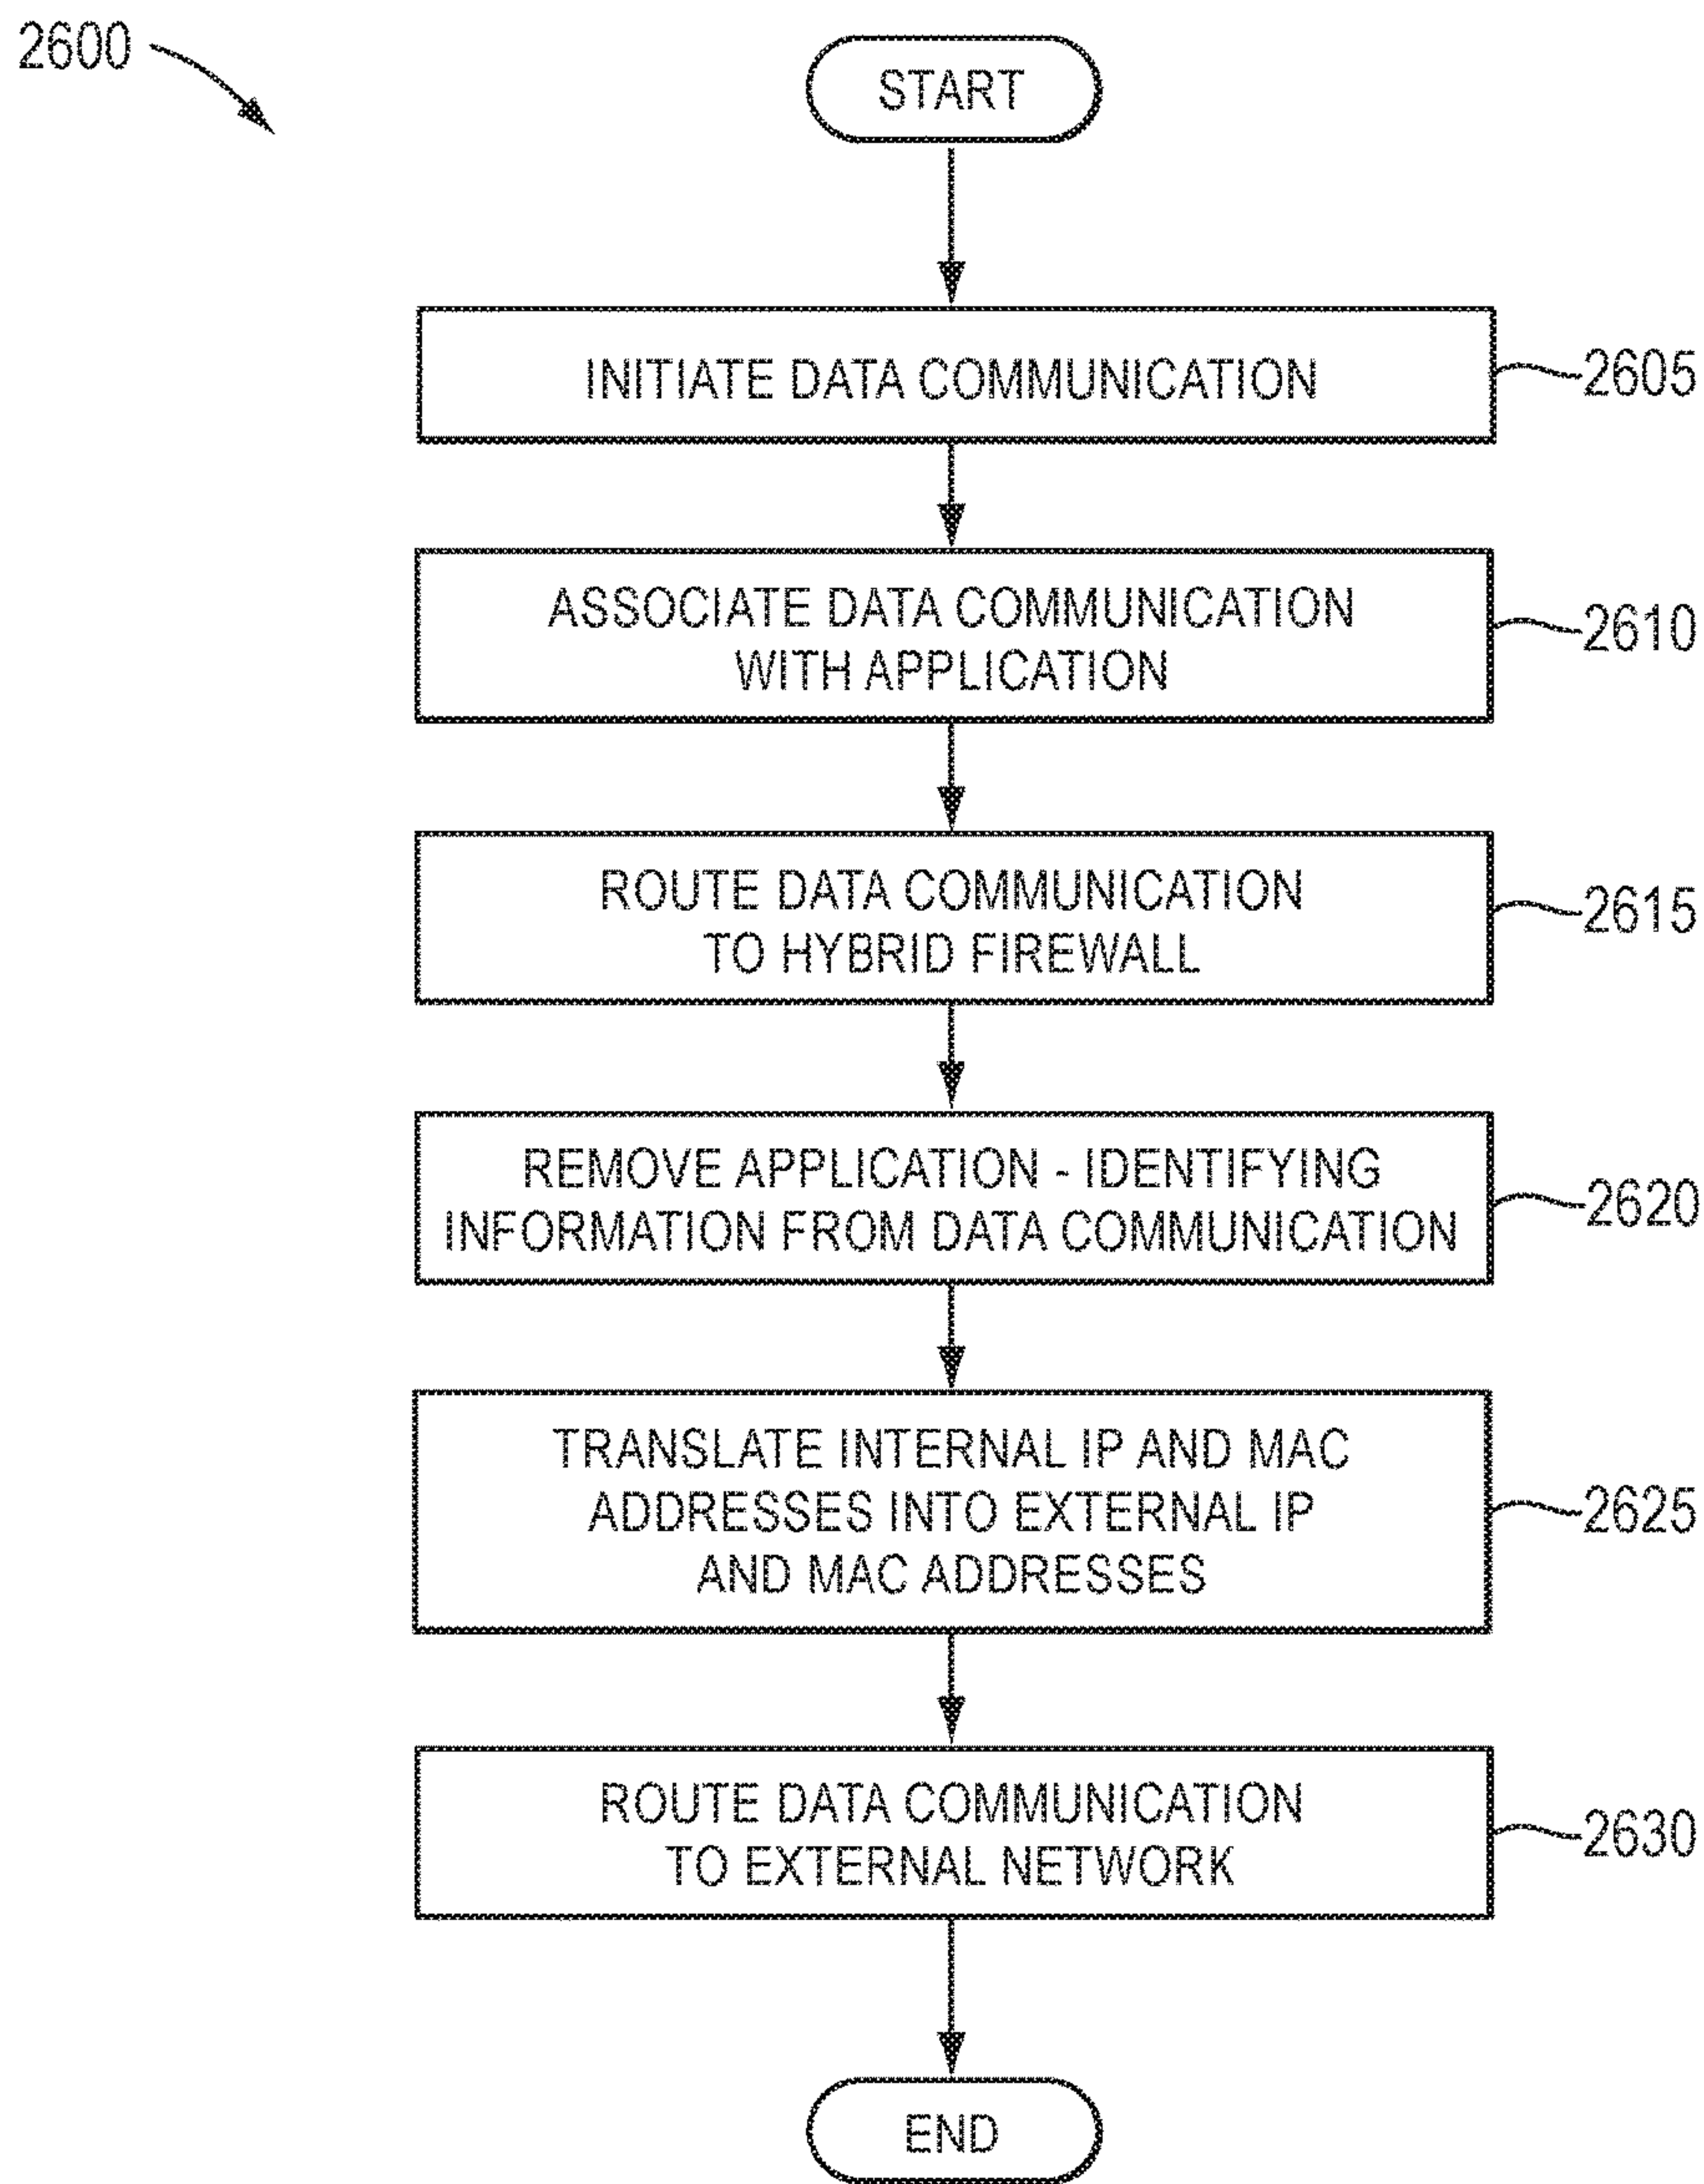 2600
START
INITIATE DATA COMMUNICATION
2605
ASSOCIATE DATA COMMUNICATION
WITH APPLICATION
2610
ROUTE DATA COMMUNICATION
TO HYBRID FIREWALL
2615
REMOVE APPLICATION - IDENTIFYING
INFORMATION FROM DATA COMMUNICATION
2620
TRANSLATE INTERNAL IP AND MAC
ADDRESSES INTO EXTERNAL IP
AND MAC ADDRESSES
2625
ROUTE DATA COMMUNICATION
TO EXTERNAL NETWORK
2630
END